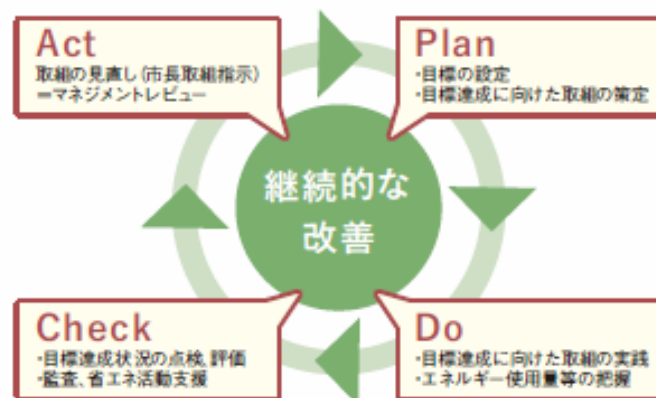 Act
取組の見直し(市長取組指示)
=マネジメントレビュー
Plan
・目標の設定
・目標達成に向けた取組の策定
継続的な
改善
Check
・目標達成状況の点検、評価
・監査、省エネ活動支援
Do
・目標達成に向けた取組の実践
・エネルギー使用量等の把握